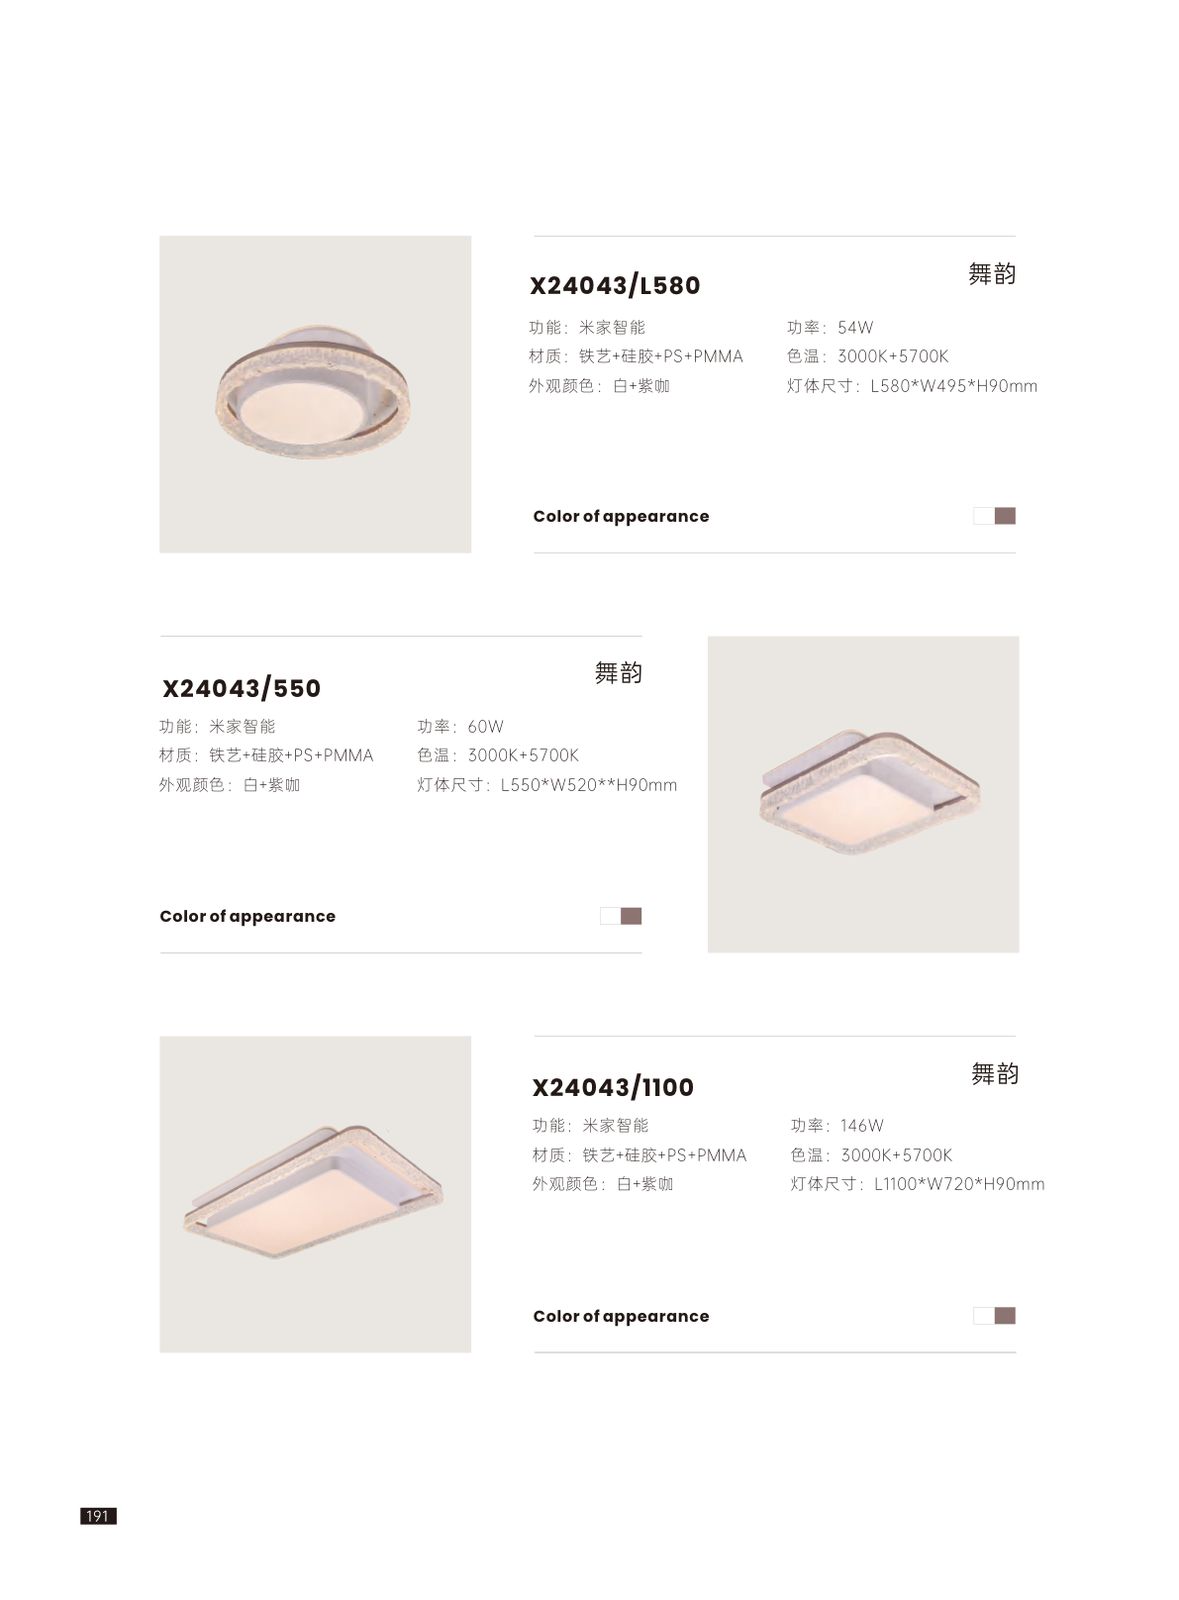 舞韵
X24043/L580
功能：米家智能
功率：54W
材质：铁艺+硅胶+PS+PMMA
色温：3000K+5700K
外观颜色：白+紫咖
灯体尺寸：L580*W495*H90mm
Color of appearance
舞韵
X24043/550
功能：米家智能
功率：60W
材质：铁艺+硅胶+PS+PMMA
色温：3000K+5700K
外观颜色：白+紫咖
灯体尺寸：L550*W520**H90mm
Color of appearance
舞韵
X24043/1100
功能：米家智能
功率：146W
材质：铁艺+硅胶+PS+PMMA
色温：3000K+5700K
外观颜色：白+紫咖
灯体尺寸：L1100*W720*H90mm
Color of appearance
191